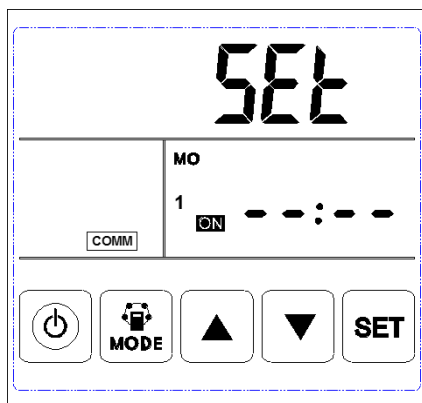 SEt
MO
1 ON --:--
COMM
MODE SET